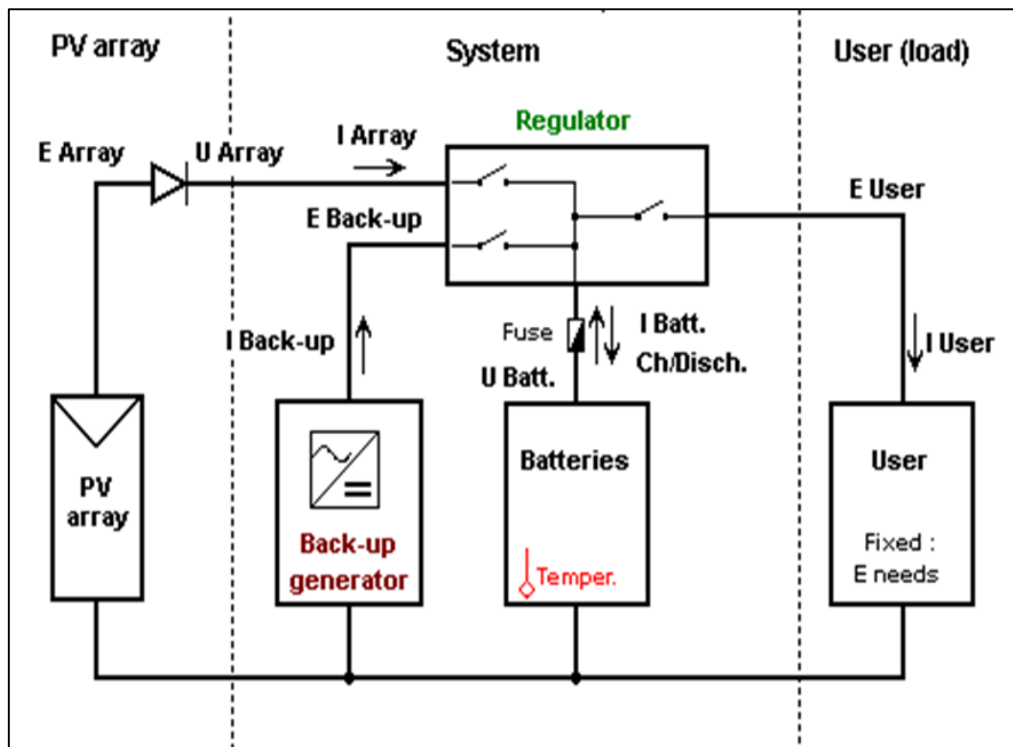 PV array
System
User (load)
Regulator
I Array
E Array
U Array
E User
E Back-up
I Back-up
Fuse
I Batt.
Ch/Disch.
U Batt.
I User
PV
array
Back-up
generator
Batteries
Temper.
User
Fixed :
E needs